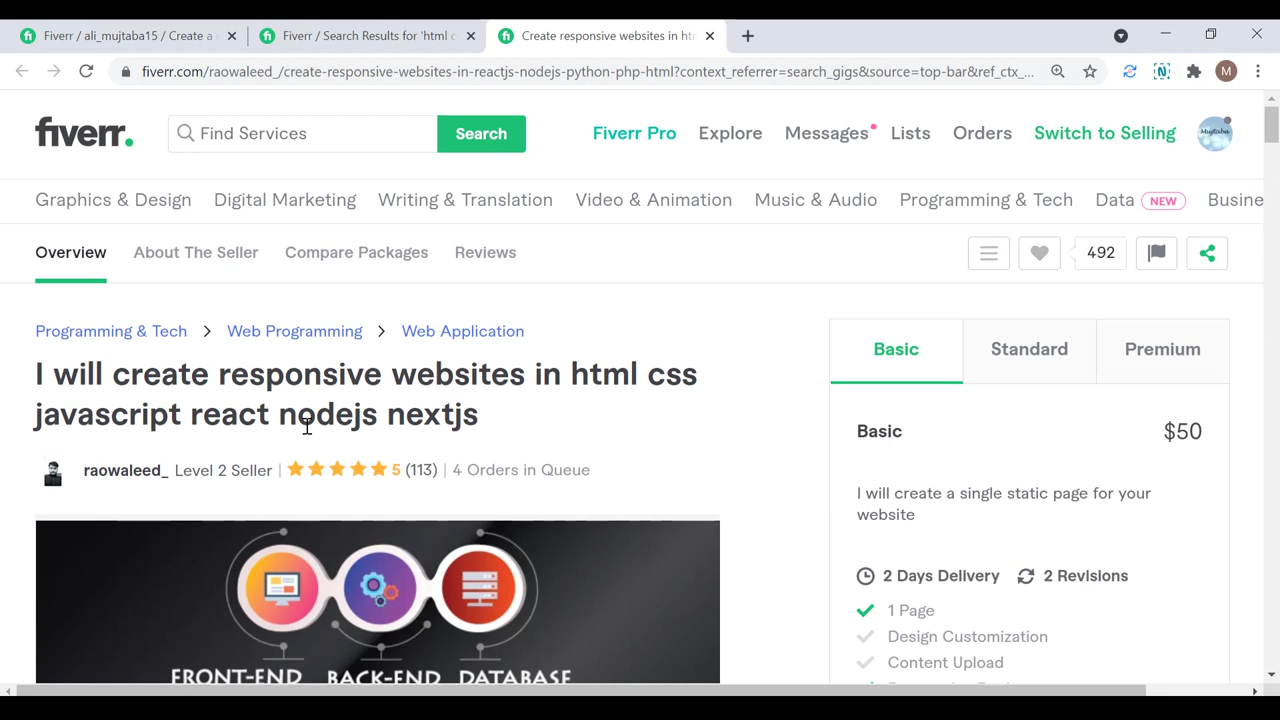 Fiverr / ali_mujtaba15 / Create a
Fiverr / Search Results for 'html c
Create responsive websites in ht
fiverr.com/raowaleed_/create-responsive-websites-in-reactjs-nodejs-python-php-html?context_referrer=search_gigs&source=top-bar&ref_ctx_...
M
fiverr.
Find Services
Search
Fiverr Pro
Explore
Messages
Lists
Orders
Switch to Selling
Mujtaba
Graphics & Design
Digital Marketing
Writing & Translation
Video & Animation
Music & Audio
Programming & Tech
Data NEW
Busine
Overview
About The Seller
Compare Packages
Reviews
492
Programming & Tech > Web Programming > Web Application
I will create responsive websites in html css
javascript react nodejs nextjs
raowaleed_ Level 2 Seller | 5 (113) | 4 Orders in Queue
FRONT-END
BACK-END
DATABASE
Basic
Standard
Premium
Basic
$50
I will create a single static page for your
website
2 Days Delivery
2 Revisions
1 Page
Design Customization
Content Upload